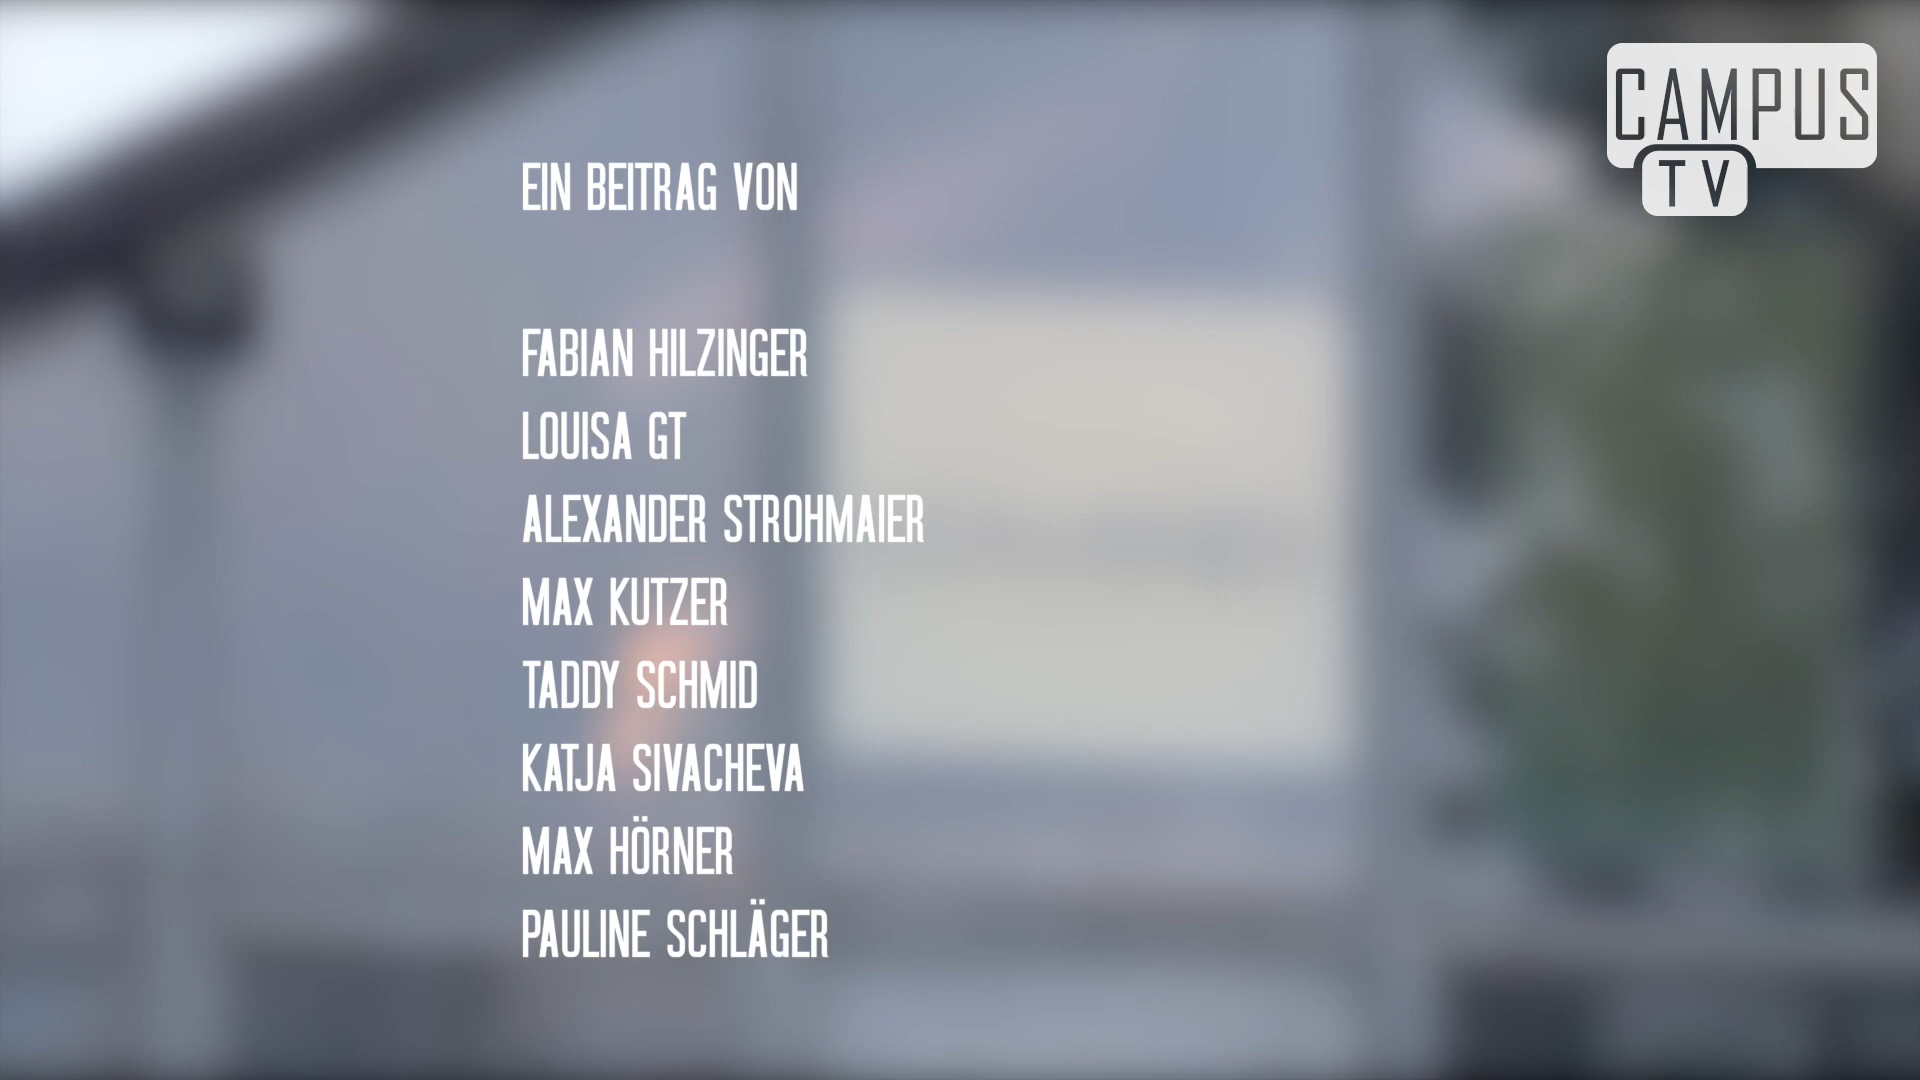 CAMPUS
TV
EIN BEITRAG VON
FABIAN HILZINGER
LOUISA GT
ALEXANDER STROHMAIER
MAX KUTZER
TADDY SCHMID
KATJA SIVACHEVA
MAX HÖRNER
PAULINE SCHLÄGER